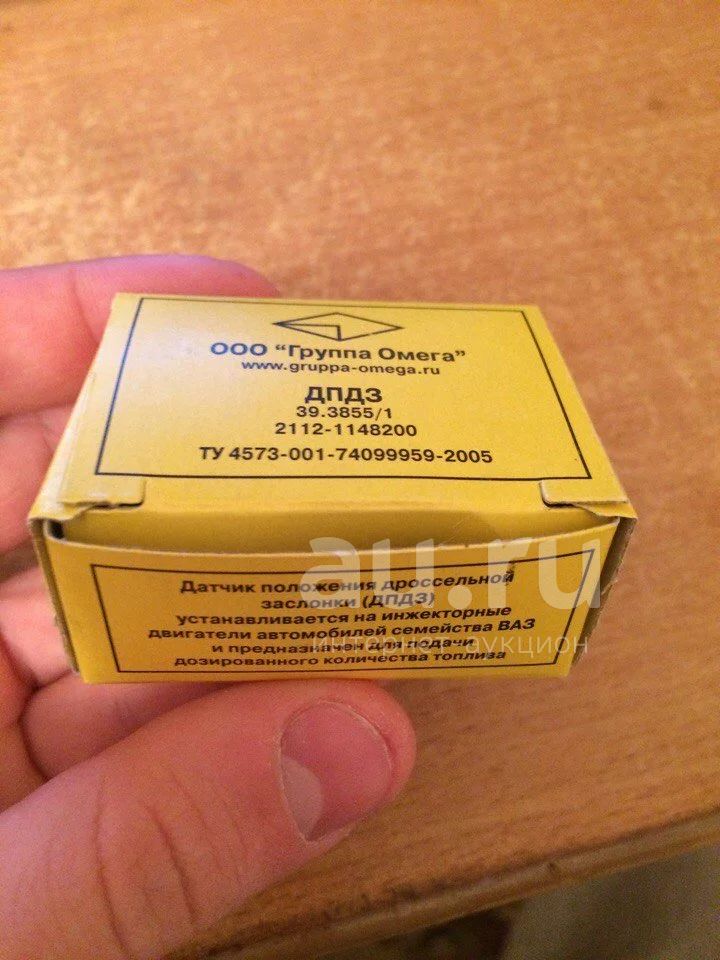 ООО "Группа Омега"
www.gruppa-omega.ru
ДПДЗ
39.3855/1
2112-1148200
ТУ 4573-001-74099959-2005
Датчик положения дроссельной
заслонки (ДПДЗ)
устанавливается на инжекторные
двигатели автомобилей семейства ВАЗ
и предназначен для подачи
дозированного количества топлива
au.ru
интернет-аукцион